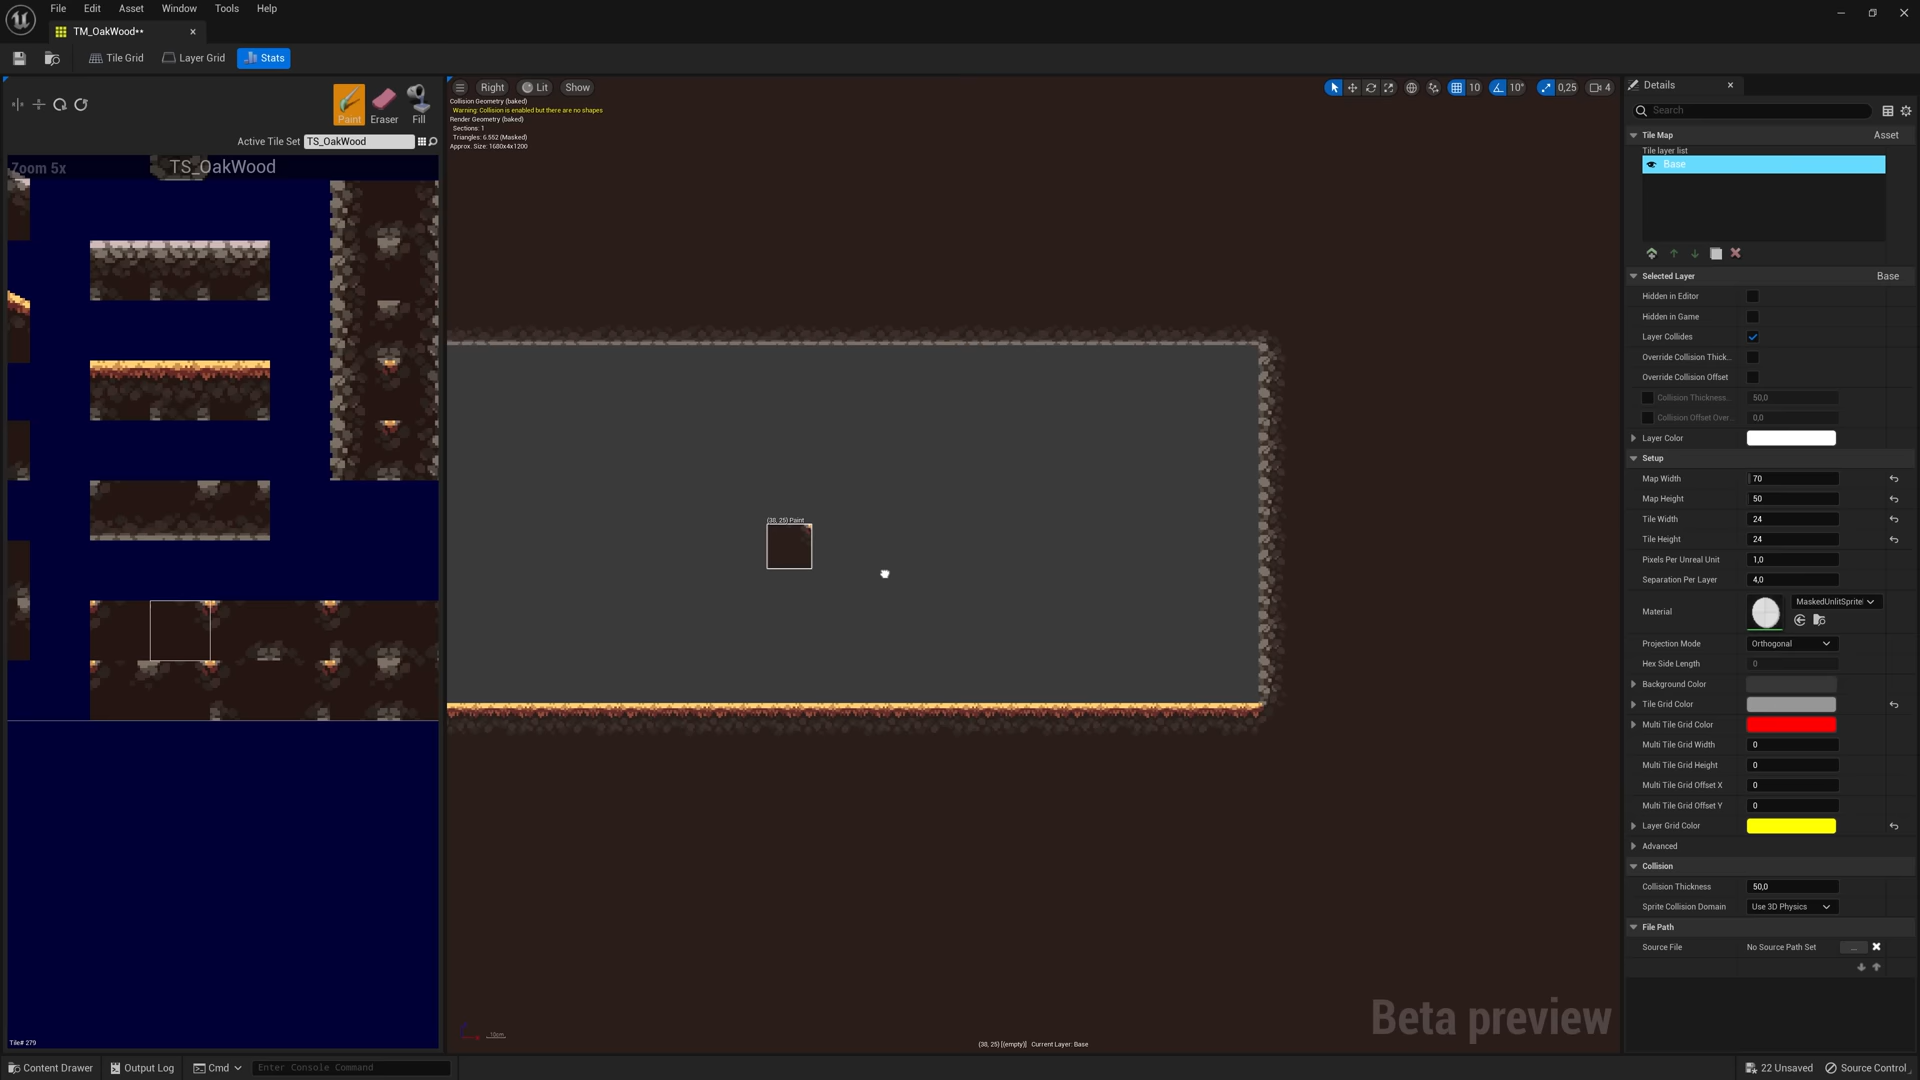 File Edit Asset Window Tools Help
TM_OakWood**
Tile Grid Layer Grid Stats
Paint Eraser Fill
Active Tile Set TS_OakWood
Zoom 5x TS_OakWood
Tile# 279
Right Lit Show
10 10° 0,25 4
Collision Geometry (baked)
Warning: Collision is enabled but there are no shapes
Render Geometry (baked)
Sections: 1
Triangles: 6.552 (Masked)
Approx. Size: 1680x4x1200
(38, 25) Paint
10cm
(38, 25) [(empty)] Current Layer: Base
Beta preview
Details
Search
Tile Map Asset
Tile layer list
Base
Selected Layer Base
Hidden in Editor
Hidden in Game
Layer Collides
Override Collision Thick...
Override Collision Offset
Collision Thickness... 50,0
Collision Offset Over... 0,0
Layer Color
Setup
Map Width 70
Map Height 50
Tile Width 24
Tile Height 24
Pixels Per Unreal Unit 1,0
Separation Per Layer 4,0
Material MaskedUnlitSprite
Projection Mode Orthogonal
Hex Side Length 0
Background Color
Tile Grid Color
Multi Tile Grid Color
Multi Tile Grid Width 0
Multi Tile Grid Height 0
Multi Tile Grid Offset X 0
Multi Tile Grid Offset Y 0
Layer Grid Color
Advanced
Collision
Collision Thickness 50,0
Sprite Collision Domain Use 3D Physics
File Path
Source File No Source Path Set ...
Content Drawer Output Log Cmd Enter Console Command
22 Unsaved Source Control